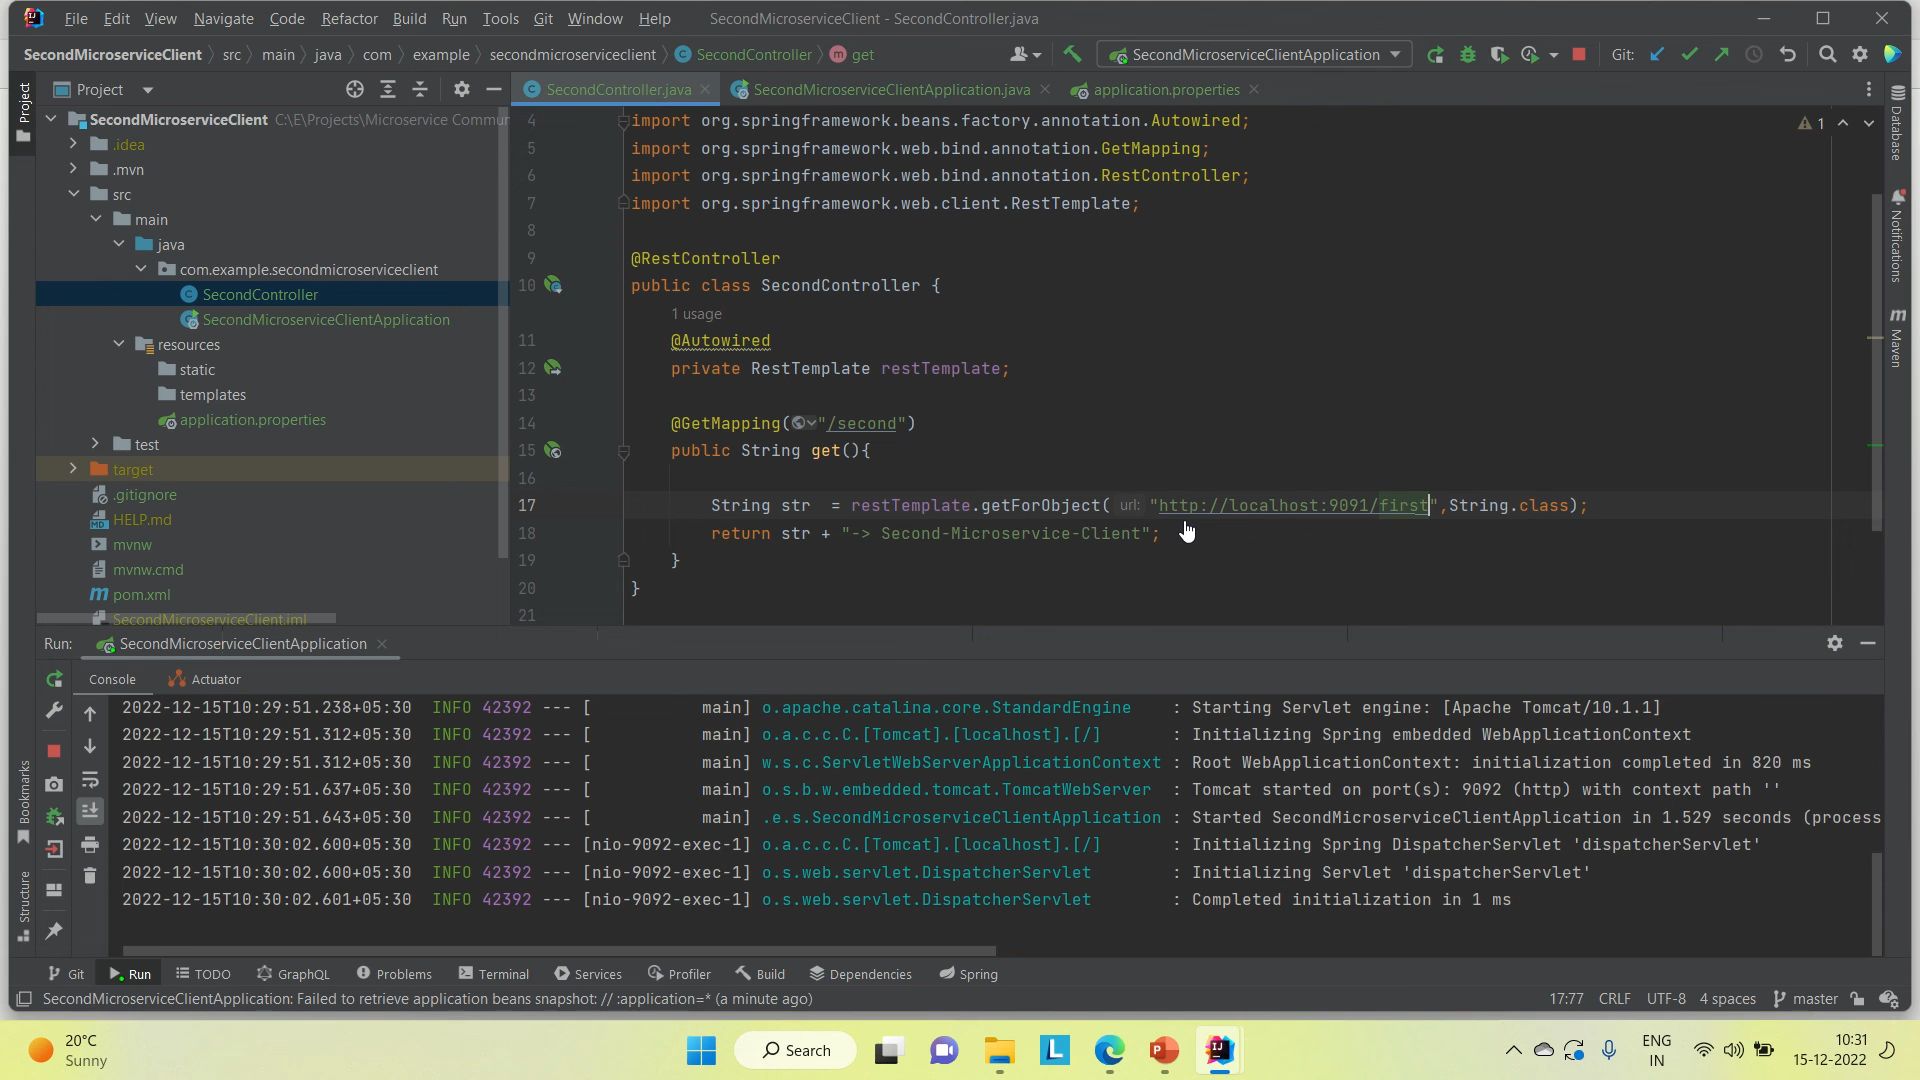 File Edit View Navigate Code Refactor Build Run Tools Git Window Help SecondMicroserviceClient - SecondController.java
SecondMicroserviceClient src main java com example secondmicroserviceclient SecondController get SecondMicroserviceClientApplication Git:
Project SecondController.java SecondMicroserviceClientApplication.java application.properties
Project
SecondMicroserviceClient C:\E\Projects\Microservice Commu
.idea
.mvn
src
main
java
com.example.secondmicroserviceclient
SecondController
SecondMicroserviceClientApplication
resources
static
templates
application.properties
test
target
.gitignore
HELP.md
mvnw
mvnw.cmd
pom.xml
SecondMicroserviceClient.iml
4 import org.springframework.beans.factory.annotation.Autowired; 1
5 import org.springframework.web.bind.annotation.GetMapping;
6 import org.springframework.web.bind.annotation.RestController;
7 import org.springframework.web.client.RestTemplate;
8
9 @RestController
10 public class SecondController {
1 usage
11 @Autowired
12 private RestTemplate restTemplate;
13
14 @GetMapping("/second")
15 public String get(){
16
17 String str = restTemplate.getForObject( url: "http://localhost:9091/first",String.class);
18 return str + "-> Second-Microservice-Client";
19 }
20 }
21
Database
Notifications
Maven
Run: SecondMicroserviceClientApplication
Console Actuator
2022-12-15T10:29:51.238+05:30 INFO 42392 --- [ main] o.apache.catalina.core.StandardEngine : Starting Servlet engine: [Apache Tomcat/10.1.1]
2022-12-15T10:29:51.312+05:30 INFO 42392 --- [ main] o.a.c.c.C.[Tomcat].[localhost].[/] : Initializing Spring embedded WebApplicationContext
2022-12-15T10:29:51.312+05:30 INFO 42392 --- [ main] w.s.c.ServletWebServerApplicationContext : Root WebApplicationContext: initialization completed in 820 ms
2022-12-15T10:29:51.637+05:30 INFO 42392 --- [ main] o.s.b.w.embedded.tomcat.TomcatWebServer : Tomcat started on port(s): 9092 (http) with context path ''
2022-12-15T10:29:51.643+05:30 INFO 42392 --- [ main] .e.s.SecondMicroserviceClientApplication : Started SecondMicroserviceClientApplication in 1.529 seconds (process
2022-12-15T10:30:02.600+05:30 INFO 42392 --- [nio-9092-exec-1] o.a.c.c.C.[Tomcat].[localhost].[/] : Initializing Spring DispatcherServlet 'dispatcherServlet'
2022-12-15T10:30:02.600+05:30 INFO 42392 --- [nio-9092-exec-1] o.s.web.servlet.DispatcherServlet : Initializing Servlet 'dispatcherServlet'
2022-12-15T10:30:02.601+05:30 INFO 42392 --- [nio-9092-exec-1] o.s.web.servlet.DispatcherServlet : Completed initialization in 1 ms
Bookmarks
Structure
Git Run TODO GraphQL Problems Terminal Services Profiler Build Dependencies Spring
SecondMicroserviceClientApplication: Failed to retrieve application beans snapshot: // :application=* (a minute ago) 17:77 CRLF UTF-8 4 spaces master
20°C
Sunny
Search
ENG
IN
10:31
15-12-2022